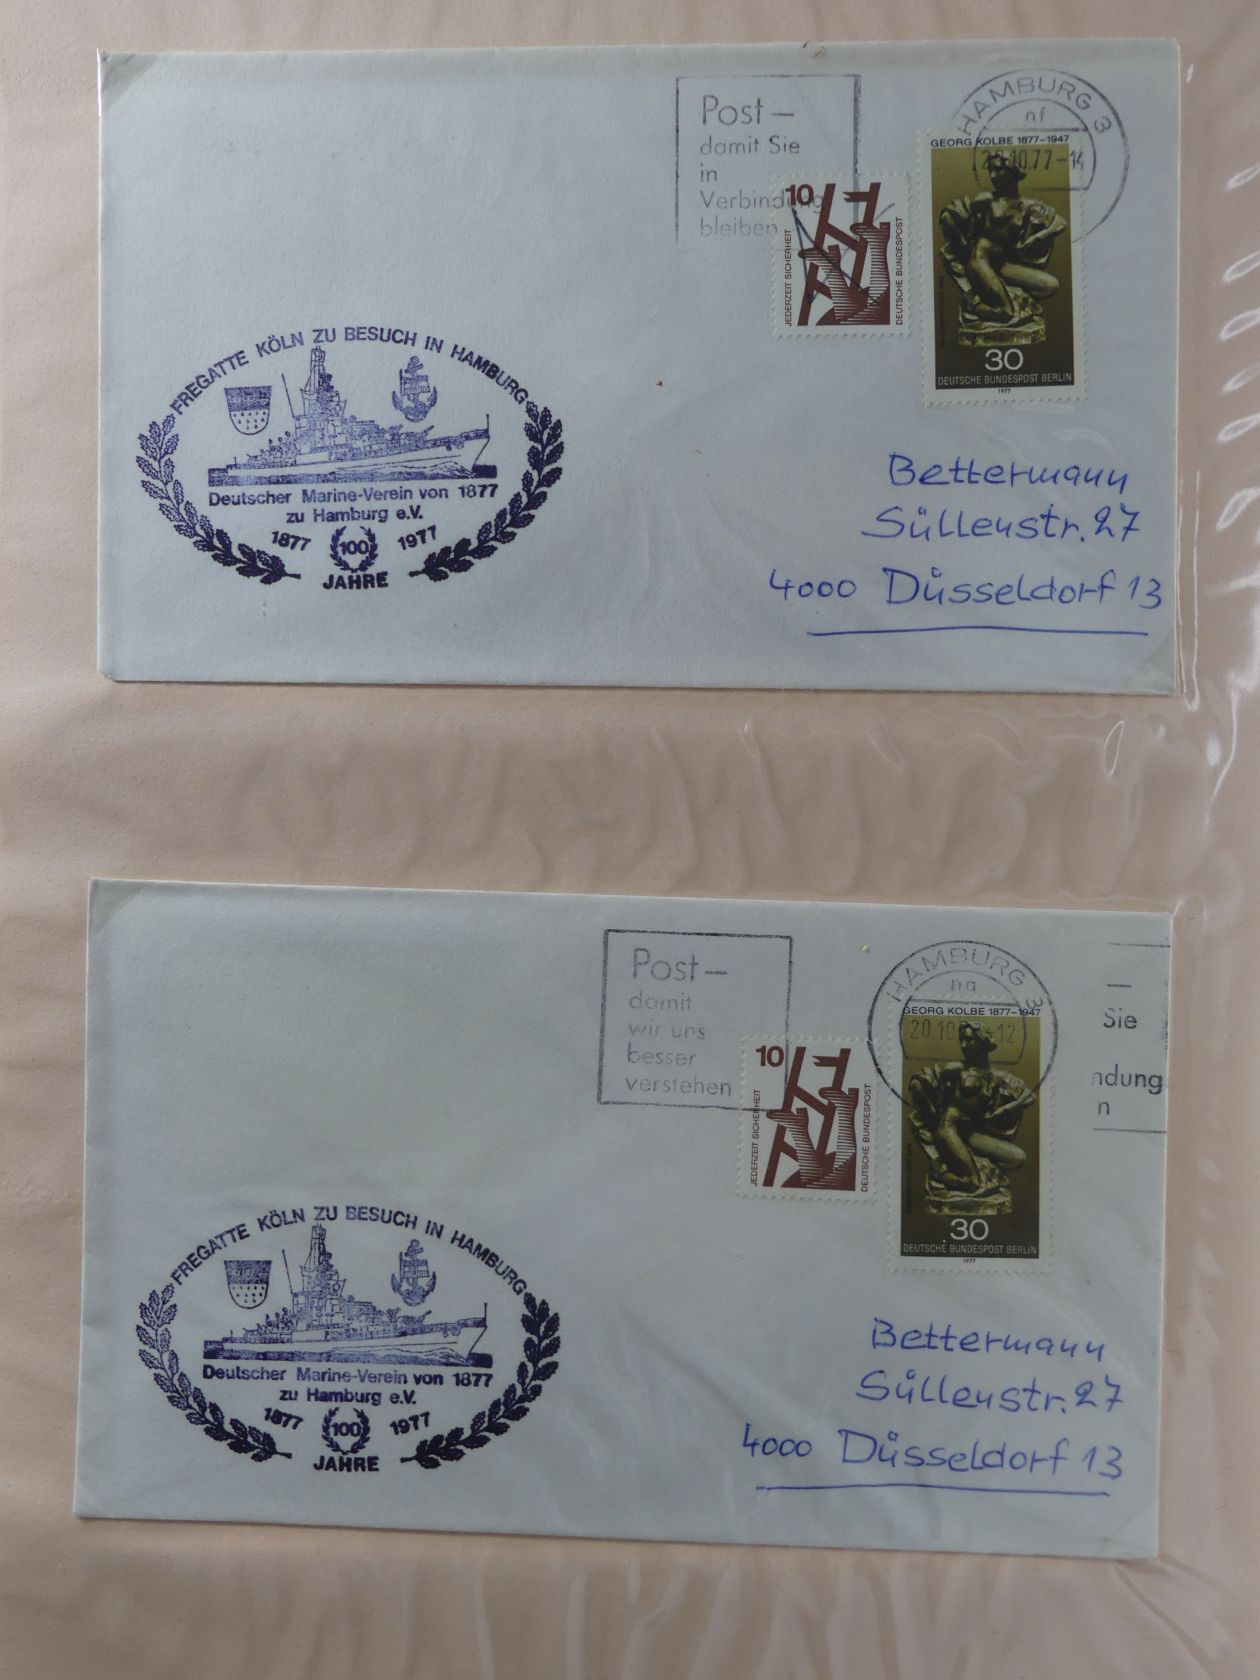 Post –
damit Sie
in
Verbindung
bleiben
HAMBURG 3
nf
20.10.77-14
10
JEDERZEIT SICHERHEIT
DEUTSCHE BUNDESPOST
GEORG KOLBE 1877–1947
30
DEUTSCHE BUNDESPOST BERLIN
1977
FREGATTE KÖLN ZU BESUCH IN HAMBURG
Deutscher Marine-Verein von 1877
zu Hamburg e.V.
1877 100 1977
JAHRE
Bettermann
Süllenstr. 27
4000 Düsseldorf 13
Post –
damit
wir uns
besser
verstehen
HAMBURG 3
na
20.10.77-12
–
Sie
ndung
n
10
JEDERZEIT SICHERHEIT
DEUTSCHE BUNDESPOST
GEORG KOLBE 1877–1947
30
DEUTSCHE BUNDESPOST BERLIN
1977
FREGATTE KÖLN ZU BESUCH IN HAMBURG
Deutscher Marine-Verein von 1877
zu Hamburg e.V.
1877 100 1977
JAHRE
Bettermann
Süllenstr. 27
4000 Düsseldorf 13